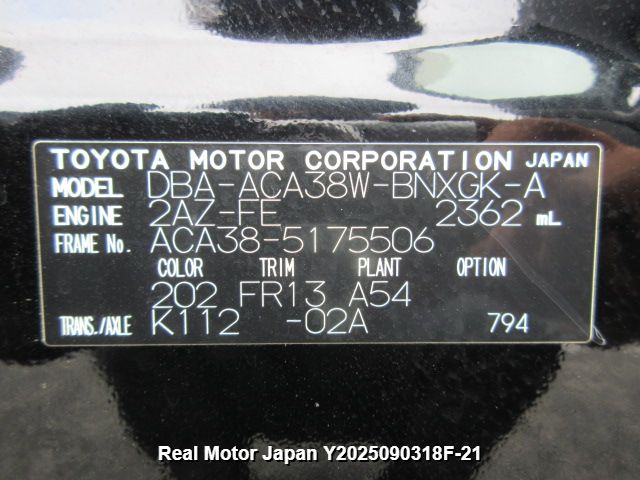 TOYOTA MOTOR CORPORATION JAPAN
MODEL DBA-ACA38W-BNXGK-A
ENGINE 2AZ-FE 2362 mL
FRAME No. ACA38-5175506
COLOR TRIM PLANT OPTION
202 FR13 A54
TRANS./AXLE K112 -02A 794
Real Motor Japan Y2025090318F-21